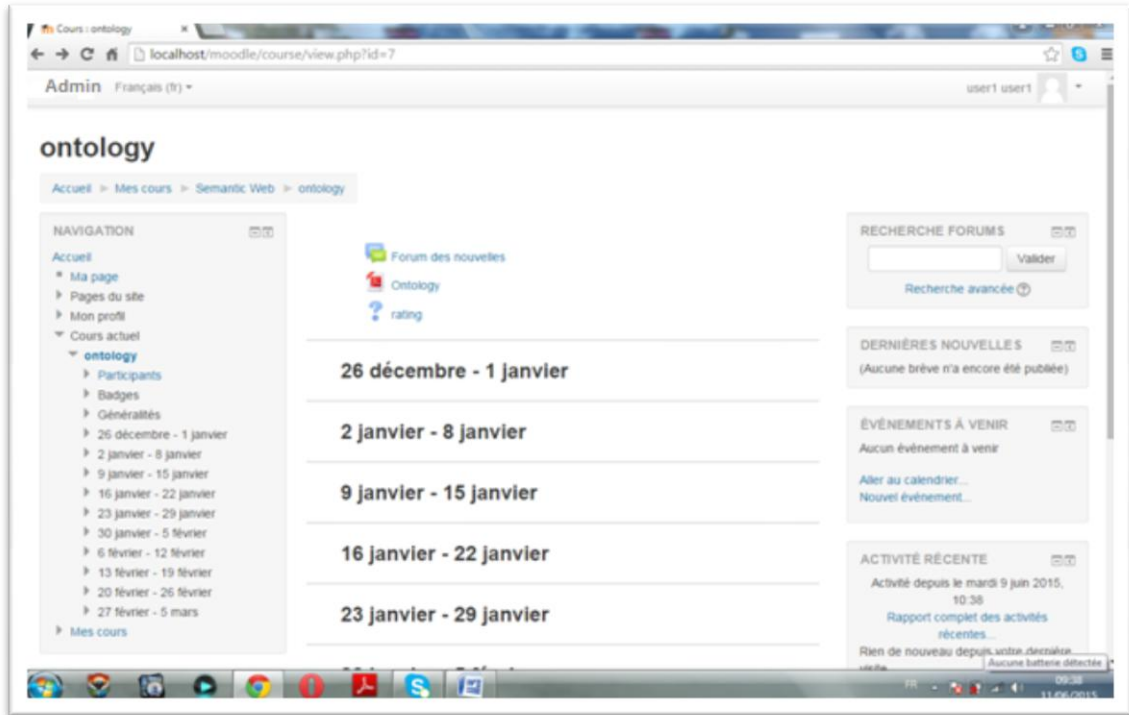 Cours : ontology
localhost/moodle/course/view.php?id=7
Admin Français (fr)
user1 user1
ontology
Accueil Mes cours Semantic Web ontology
NAVIGATION
Accueil
Ma page
Pages du site
Mon profil
Cours actuel
ontology
Participants
Badges
Généralités
26 décembre - 1 janvier
2 janvier - 8 janvier
9 janvier - 15 janvier
16 janvier - 22 janvier
23 janvier - 29 janvier
30 janvier - 5 février
6 février - 12 février
13 février - 19 février
20 février - 26 février
27 février - 5 mars
Mes cours
Forum des nouvelles
Ontology
rating
26 décembre - 1 janvier
2 janvier - 8 janvier
9 janvier - 15 janvier
16 janvier - 22 janvier
23 janvier - 29 janvier
RECHERCHE FORUMS
Valider
Recherche avancée
DERNIÈRES NOUVELLES
(Aucune brève n'a encore été publiée)
ÉVÉNEMENTS À VENIR
Aucun événement à venir
Aller au calendrier...
Nouvel événement...
ACTIVITÉ RÉCENTE
Activité depuis le mardi 9 juin 2015,
10:38
Rapport complet des activités
récentes...
Rien de nouveau depuis votre dernière
visite
Aucune batterie détectée
FR
09:38
11/06/2015